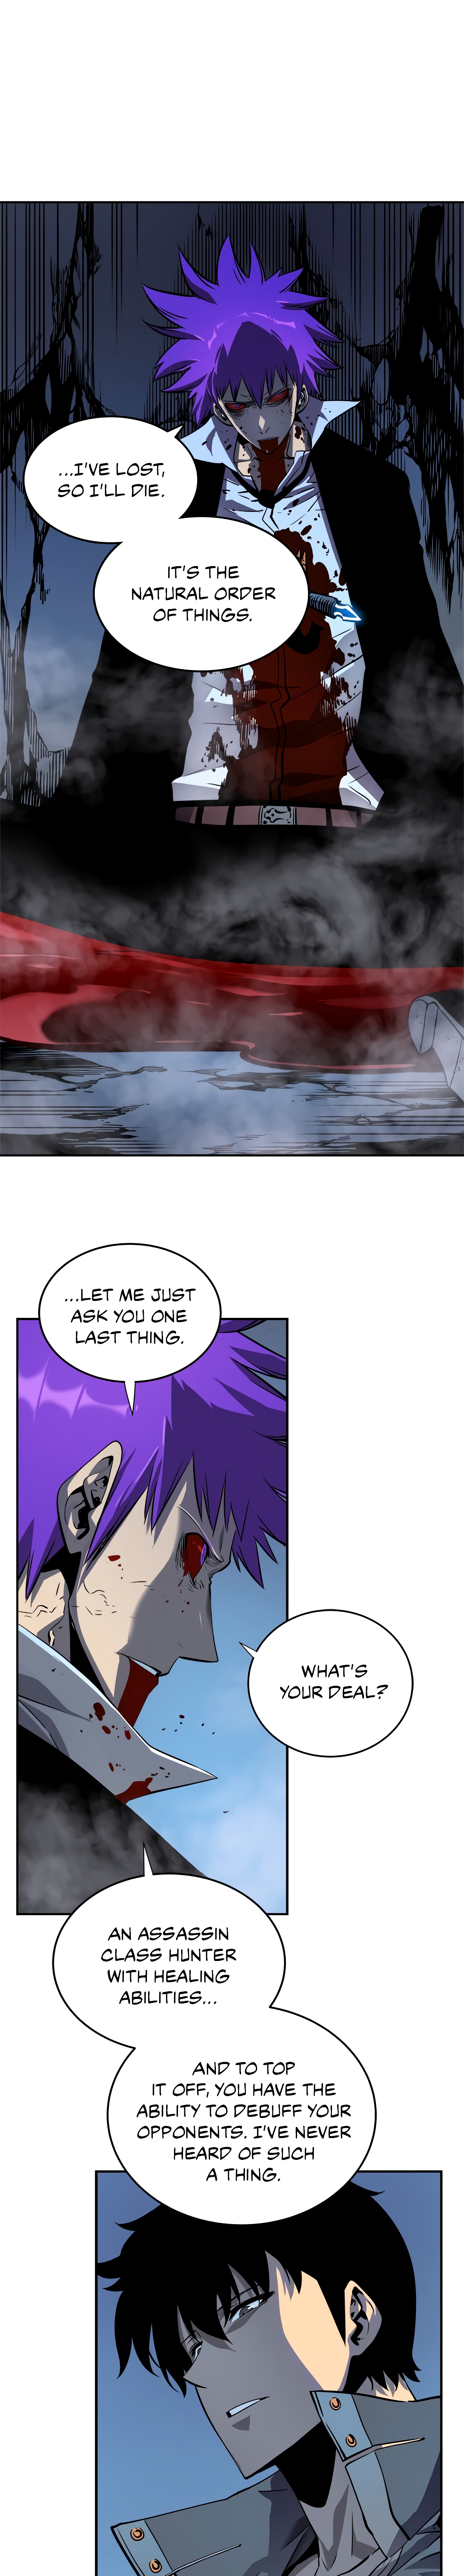 ...I'VE LOST,
SO I'LL DIE.
IT'S THE
NATURAL ORDER
OF THINGS.
...LET ME JUST
ASK YOU ONE
LAST THING.
WHAT'S
YOUR DEAL?
AN ASSASSIN
CLASS HUNTER
WITH HEALING
ABILITIES...
AND TO TOP
IT OFF, YOU HAVE THE
ABILITY TO DEBUFF YOUR
OPPONENTS. I'VE NEVER
HEARD OF SUCH
A THING.